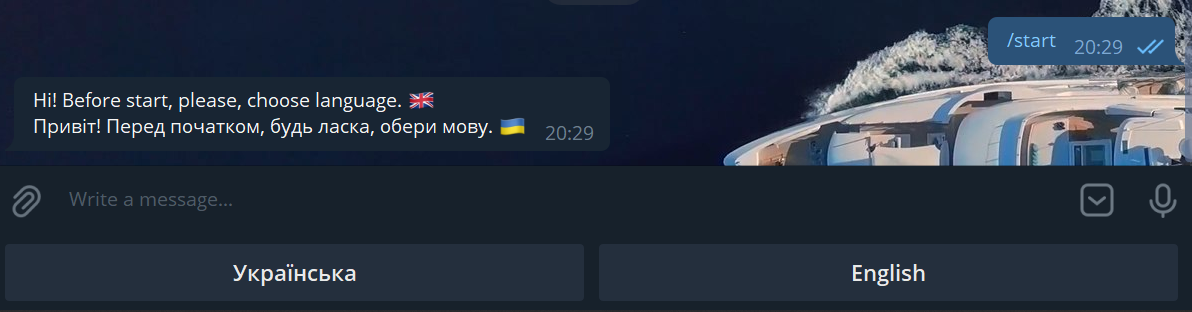 /start 20:29
Hi! Before start, please, choose language. 🇬🇧
Привіт! Перед початком, будь ласка, обери мову. 🇺🇦 20:29
Write a message...
Українська English